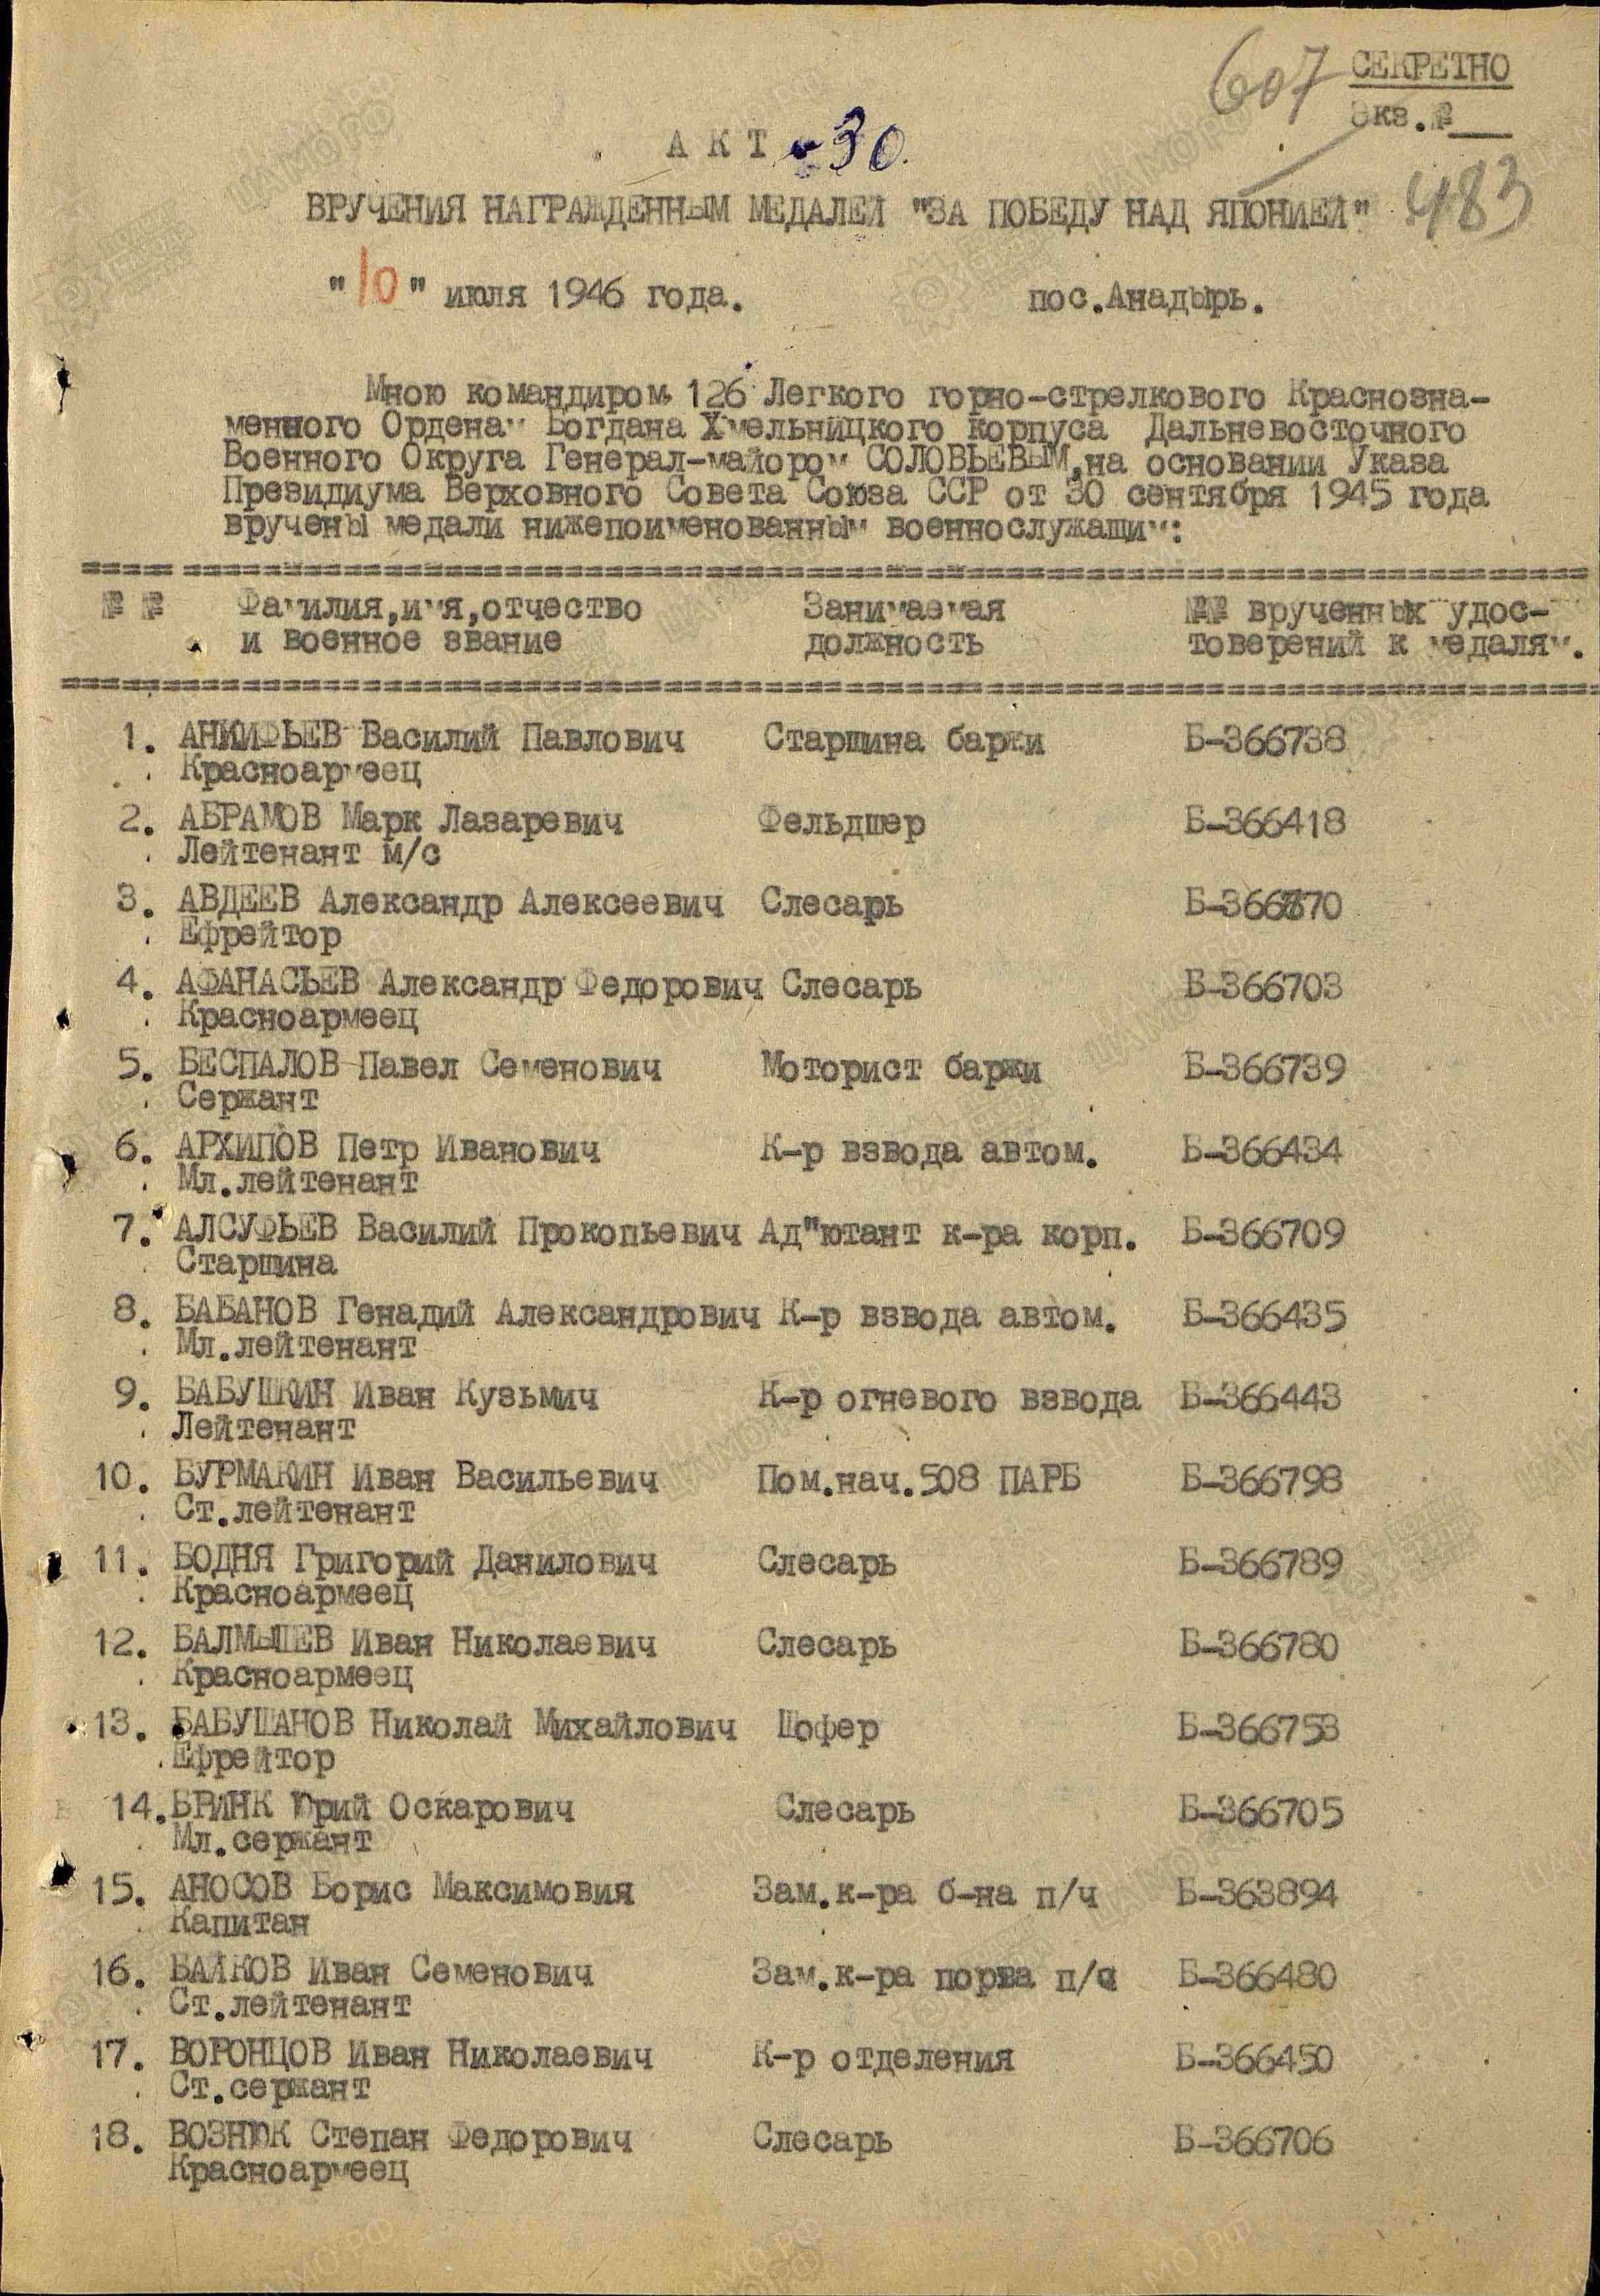 607 СЕКРЕТНО
Экз.№___
АКТ №30.
ВРУЧЕНИЯ НАГРАЖДЕННЫМ МЕДАЛЕЙ "ЗА ПОБЕДУ НАД ЯПОНИЕЙ" 483
"10" июля 1946 года. пос.Анадырь.
Мною командиром 126 Легкого горно-стрелкового Краснозна-
менного Ордена Богдана Хмельницкого корпуса Дальневосточного
Военного Округа Генерал-майором СОЛОВЬЕВЫМ,на основании Указа
Президиума Верховного Совета Союза ССР от 30 сентября 1945 года
вручены медали нижепоименованным военнослужащим:
№ № Фамилия,имя,отчество Занимаемая №№ врученных удос-
и военное звание должность товерений к медалям.
1. АНКИФЬЕВ Василий Павлович Старшина баржи Б-366738
Красноармеец
2. АБРАМОВ Марк Лазаревич Фельдшер Б-366418
Лейтенант м/с
3. АВДЕЕВ Александр Алексеевич Слесарь
Ефрейтор
4. АФАНАСЬЕВ Александр Федорович Слесарь Б-366703
Красноармеец
5. БЕСПАЛОВ Павел Семенович Моторист баржи Б-366739
Сержант
6. АРХИПОВ Петр Иванович К-р взвода автом. Б-366434
Мл.лейтенант
7. АЛСУФЬЕВ Василий Прокопьевич Ад"ютант к-ра корп. Б-366709
Старшина
8. БАБАНОВ Генадий Александрович К-р взвода автом. Б-366435
Мл.лейтенант
9. БАБУШКИН Иван Кузьмич К-р огневого взвода Б-366443
Лейтенант
10. БУРМАКИН Иван Васильевич Пом.нач.508 ПАРБ Б-366798
Ст.лейтенант
11. БОДНЯ Григорий Данилович Слесарь Б-366789
Красноармеец
12. БАЛМЫШЕВ Иван Николаевич Слесарь Б-366780
Красноармеец
13. БАБУШАНОВ Николай Михайлович Шофер Б-366753
Ефрейтор
14. БРИНК Юрий Оскарович Слесарь Б-366705
Мл.сержант
15. АНОСОВ Борис Максимовия Зам.к-ра б-на п/ч Б-363894
Капитан
16. БАЙКОВ Иван Семенович Зам.к-ра порва п/ч Б-366480
Ст.лейтенант
17. ВОРОНЦОВ Иван Николаевич К-р отделения Б-366450
Ст.сержант
18. ВОЗНЮК Степан Федорович Слесарь Б-366706
Красноармеец